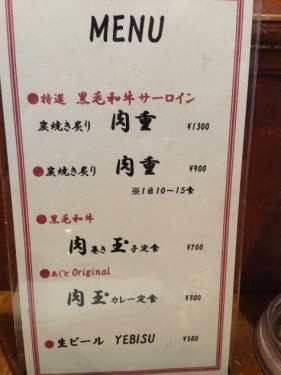 MENU
●特選 黒毛和牛サーロイン
炭焼き炙り 肉重 ¥1300
●炭焼き炙り 肉重 ¥900
※1日10～15食
●黒毛和牛
肉巻き玉子定食 ¥700
●あじと Original
肉玉カレー定食 ¥800
●生ビール YEBISU ¥580